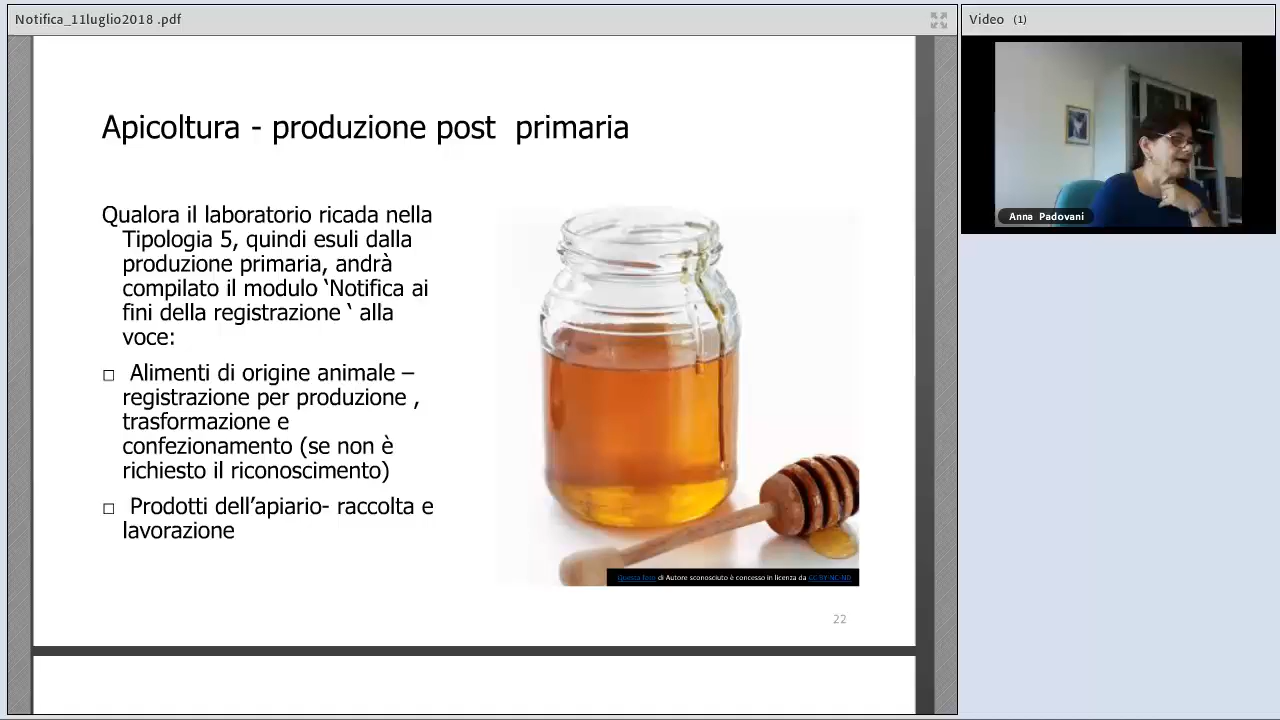 Notifica_11luglio2018 .pdf
Video (1)
Anna Padovani
Apicoltura - produzione post primaria
Qualora il laboratorio ricada nella
Tipologia 5, quindi esuli dalla
produzione primaria, andrà
compilato il modulo ‘Notifica ai
fini della registrazione ‘ alla
voce:
□ Alimenti di origine animale –
registrazione per produzione ,
trasformazione e
confezionamento (se non è
richiesto il riconoscimento)
□ Prodotti dell’apiario- raccolta e
lavorazione
Questa foto di Autore sconosciuto è concesso in licenza da CC BY-NC-ND
22